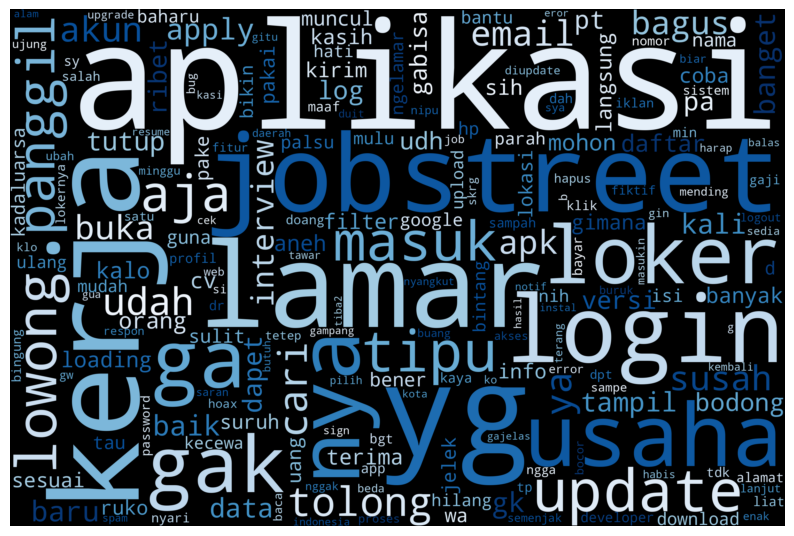 alam upgrade baharu muncul bantu eror pt bagus
ujung akun apply gitu kasih email nomor nama banget
sy salah ribet hati kirim log gabisa sih diupdate langsung pa coba biar sistem
aplikasi
bug kasi bikin pakai maaf ngelamar dah sya iklan
panggil kadaluarsa resume tutup fitur daerah palsu duit nipu mulu udh hp parah mohon daftar min balas
jobstreet
kerja
ubah minggu pake job lokasi upload skrg fiktif harap gaji
lokernya satu aja cek doang filter google sampah hapus klik mending
klo buka guna aneh interview masuk apk b gimana gin kali logout sedia
lowong ulang kalo profil web tawar bintang nyangkut nih loker bayar masukin d
mudah cv si lamar notif versi isi banyak
gua udah dr tiba2 instal buruk
bingung respon orang sulit tetep gampang buang akses hasil terang login g
gw loading ga dapet cari butuh nya tipu info error dpt kembali
saran pilih bener kaya ko sampe ya susah
password hoax suruh kota yg tampil bodong
tau baik kecewa sign bgt gajelas usaha
sesuai gak uang terima app jelek ngga tp tdk alamat
baru ruko data baca nggak tolong beda hilang gk update bocor habis liat lanjut
spam nyari indonesia proses wa semenjak developer download enak